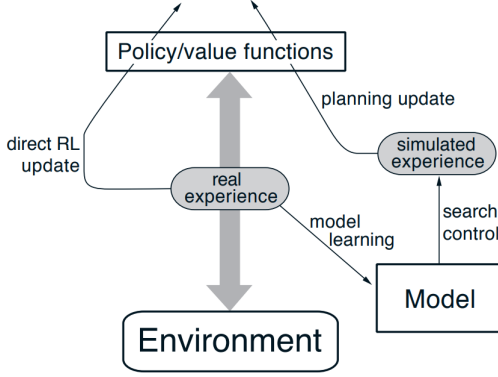 Policy/value functions
planning update
direct RL
update
simulated
experience
real
experience
model
learning
search
control
Model
Environment